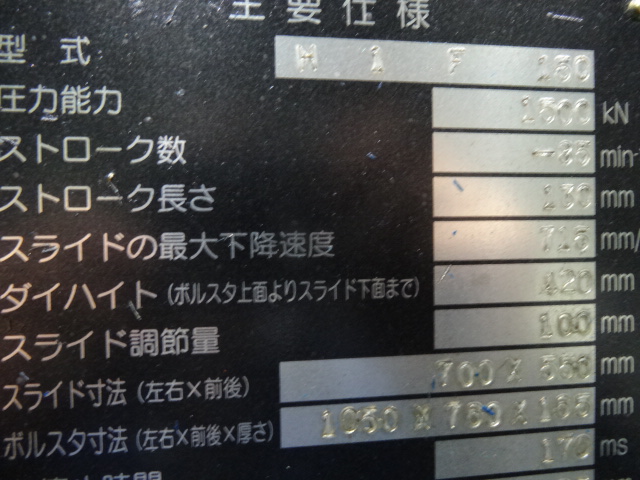 主要仕様
型式 H 1 F 150
圧力能力 1500 kN
ストローク数 -85 min-
ストローク長さ 130 mm
スライドの最大下降速度 715 mm/
ダイハイト (ボルスタ上面よりスライド下面まで) 420 mm
スライド調節量 100 mm
スライド寸法 (左右×前後) 700 X 550 mm
ボルスタ寸法 (左右×前後×厚さ) 1050 X 760 X 165 mm
170 ms